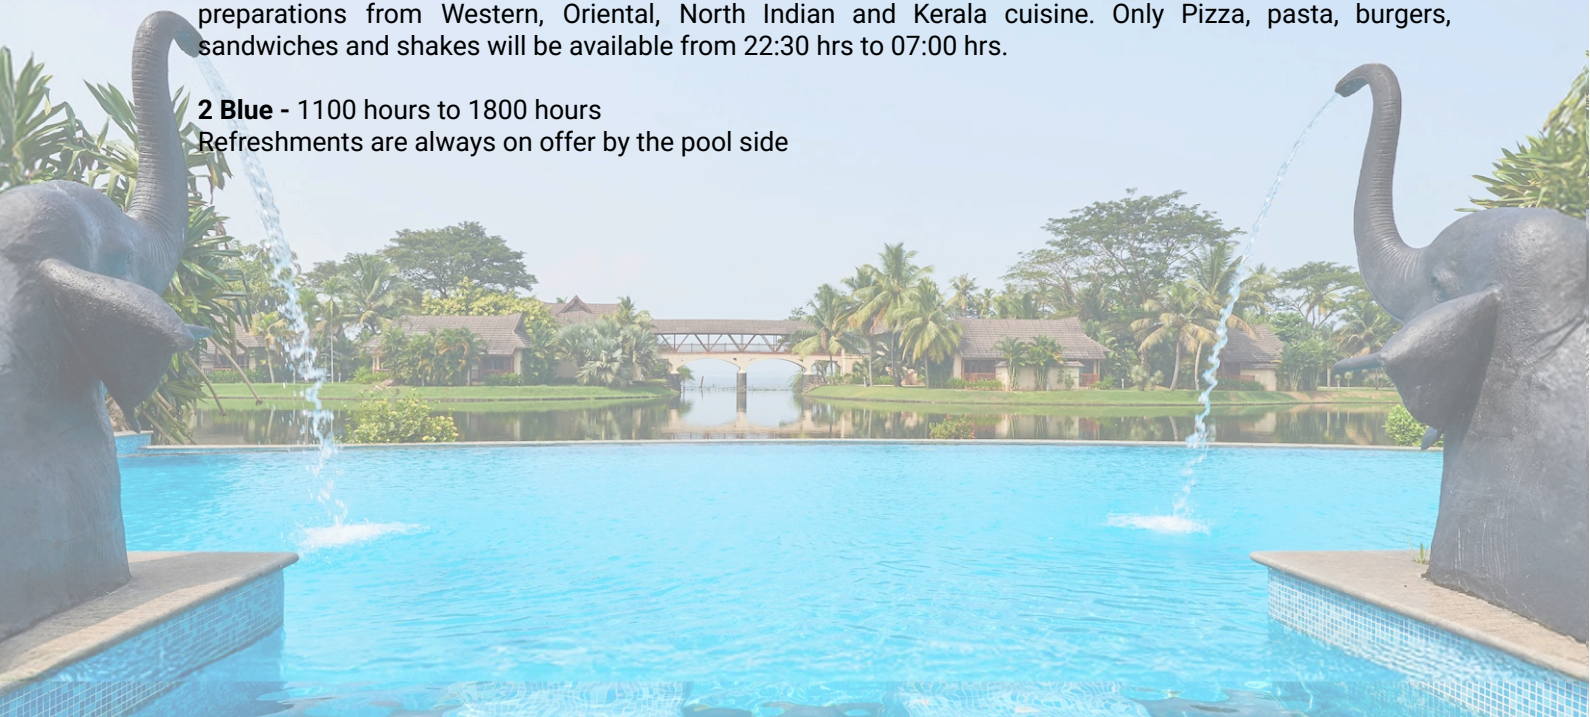 preparations from Western, Oriental, North Indian and Kerala cuisine. Only Pizza, pasta, burgers,
sandwiches and shakes will be available from 22:30 hrs to 07:00 hrs.
2 Blue - 1100 hours to 1800 hours
Refreshments are always on offer by the pool side